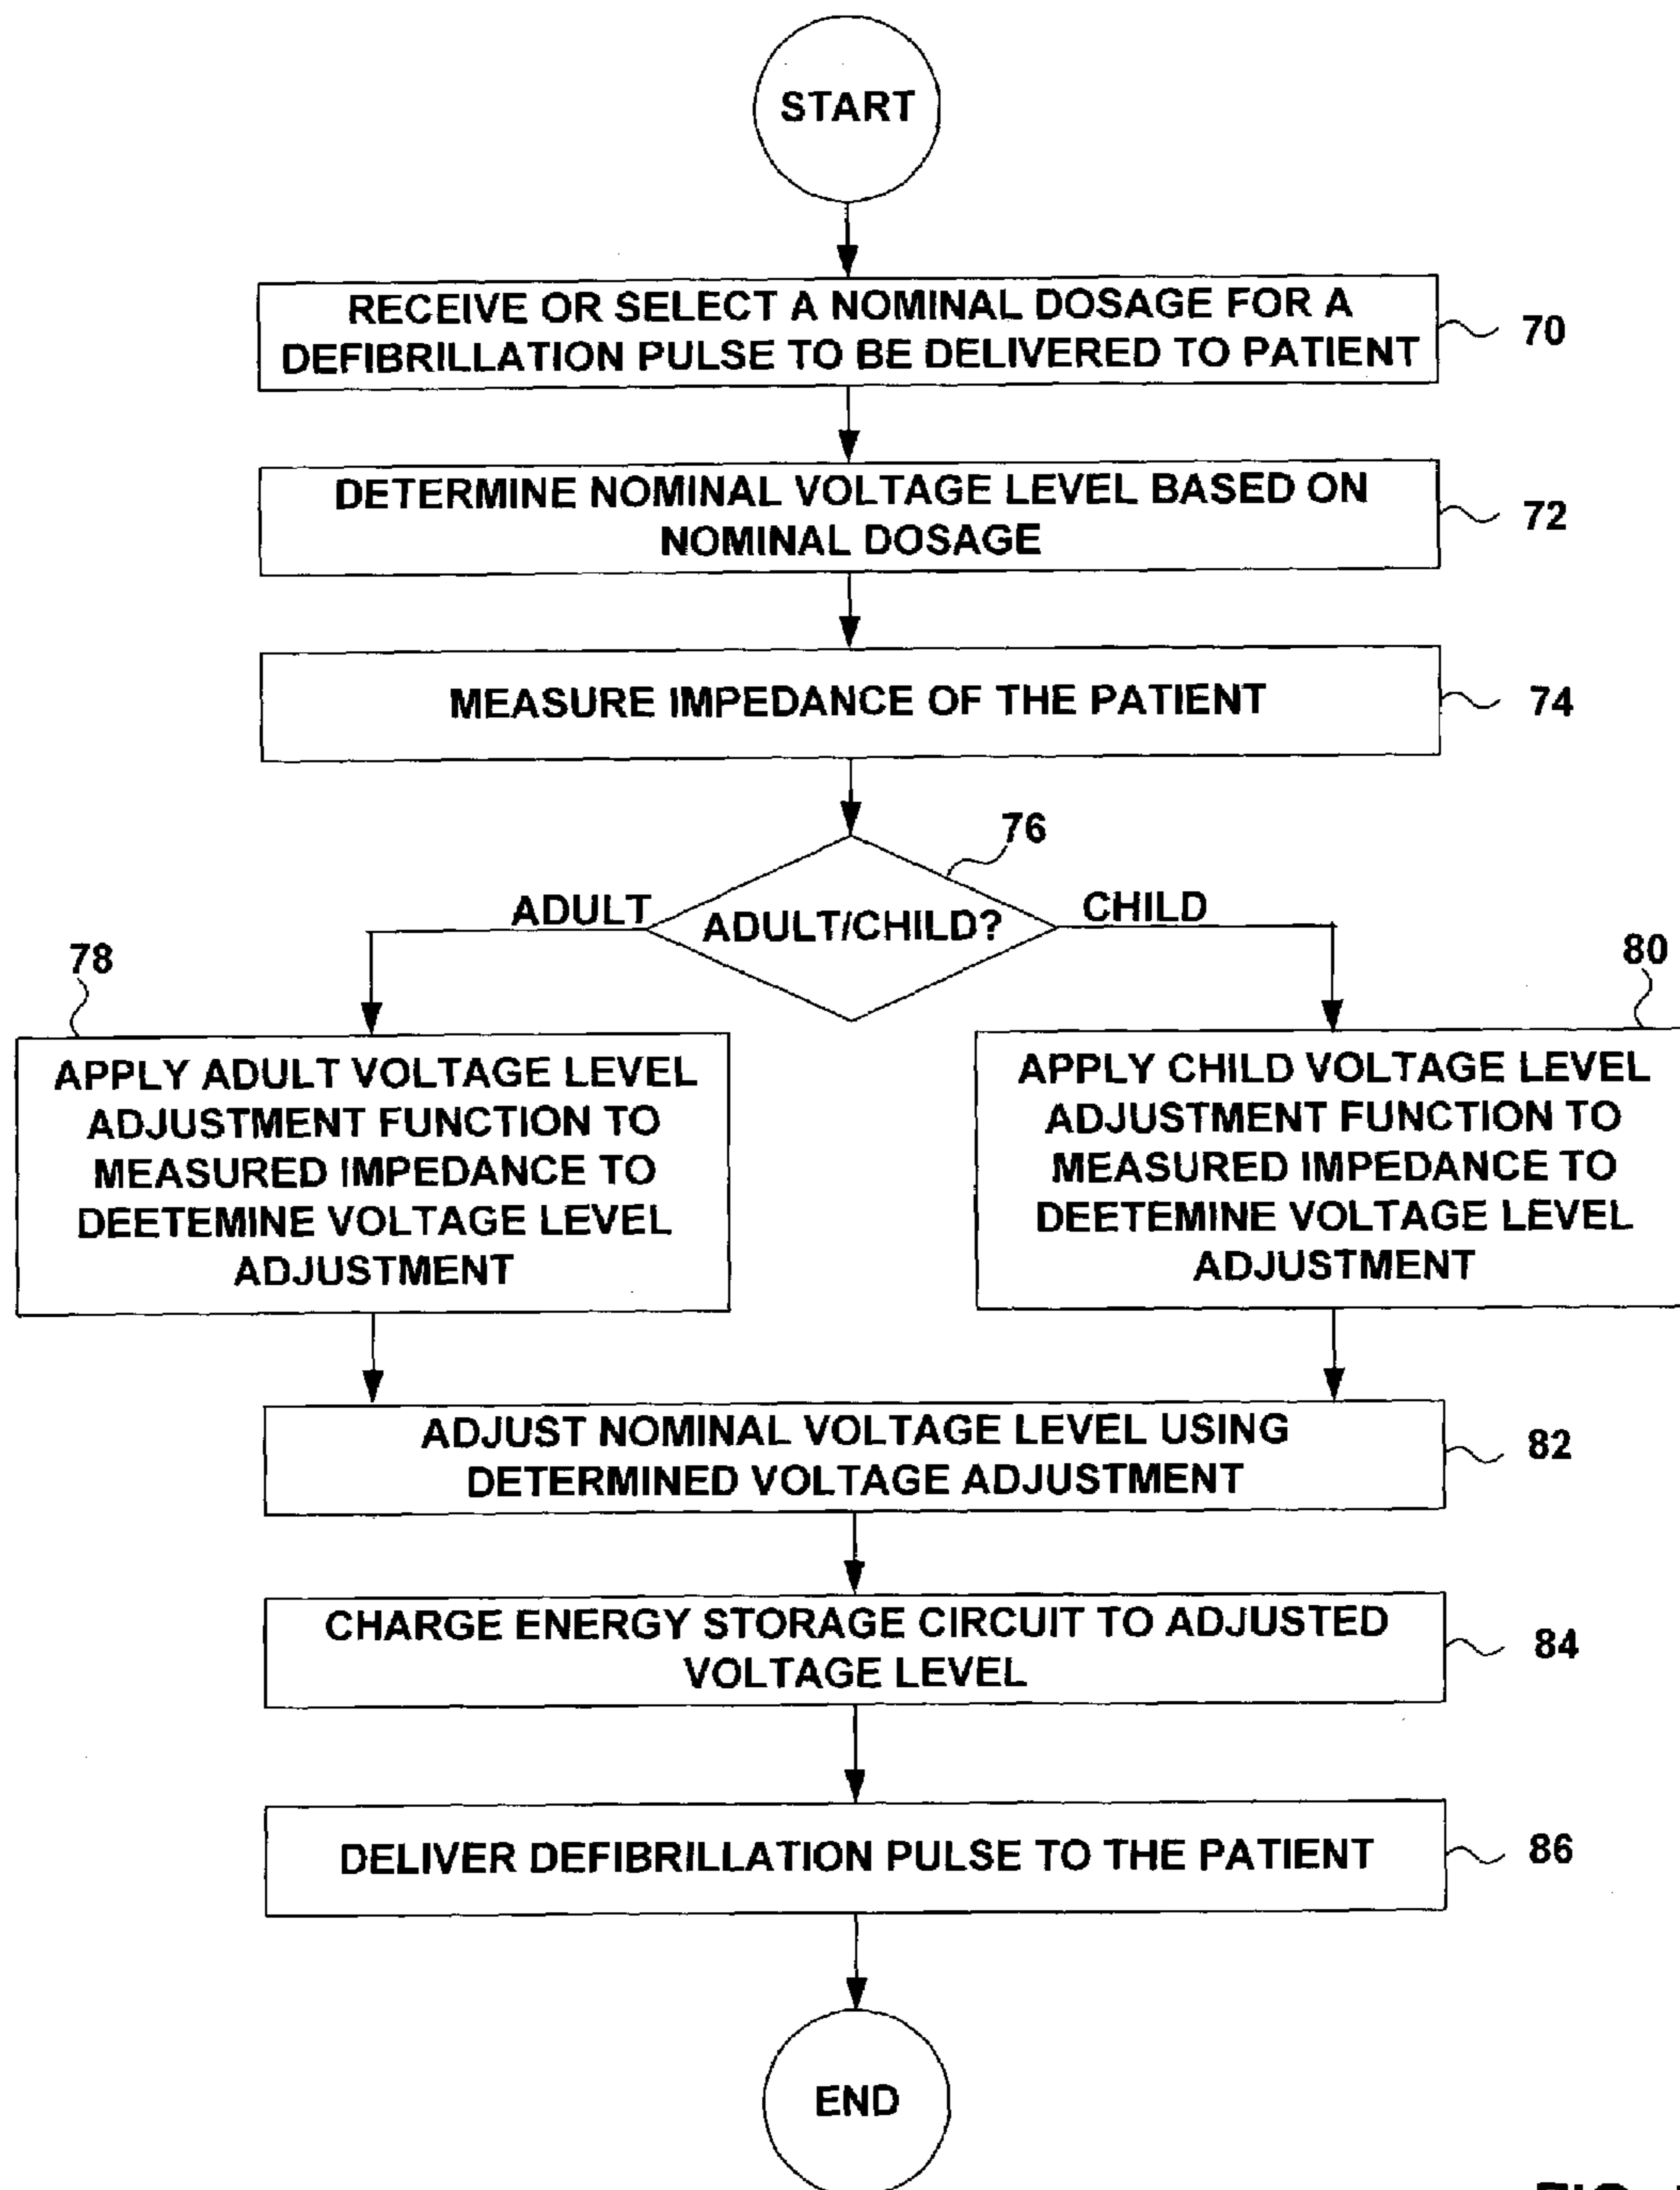 START
RECEIVE OR SELECT A NOMINAL DOSAGE FOR A
DEFIBRILLATION PULSE TO BE DELIVERED TO PATIENT
70
DETERMINE NOMINAL VOLTAGE LEVEL BASED ON
NOMINAL DOSAGE
72
MEASURE IMPEDANCE OF THE PATIENT
74
76
ADULT
ADULT/CHILD?
CHILD
78
APPLY ADULT VOLTAGE LEVEL
ADJUSTMENT FUNCTION TO
MEASURED IMPEDANCE TO
DEETEMINE VOLTAGE LEVEL
ADJUSTMENT
80
APPLY CHILD VOLTAGE LEVEL
ADJUSTMENT FUNCTION TO
MEASURED IMPEDANCE TO
DEETEMINE VOLTAGE LEVEL
ADJUSTMENT
ADJUST NOMINAL VOLTAGE LEVEL USING
DETERMINED VOLTAGE ADJUSTMENT
82
CHARGE ENERGY STORAGE CIRCUIT TO ADJUSTED
VOLTAGE LEVEL
84
DELIVER DEFIBRILLATION PULSE TO THE PATIENT
86
END